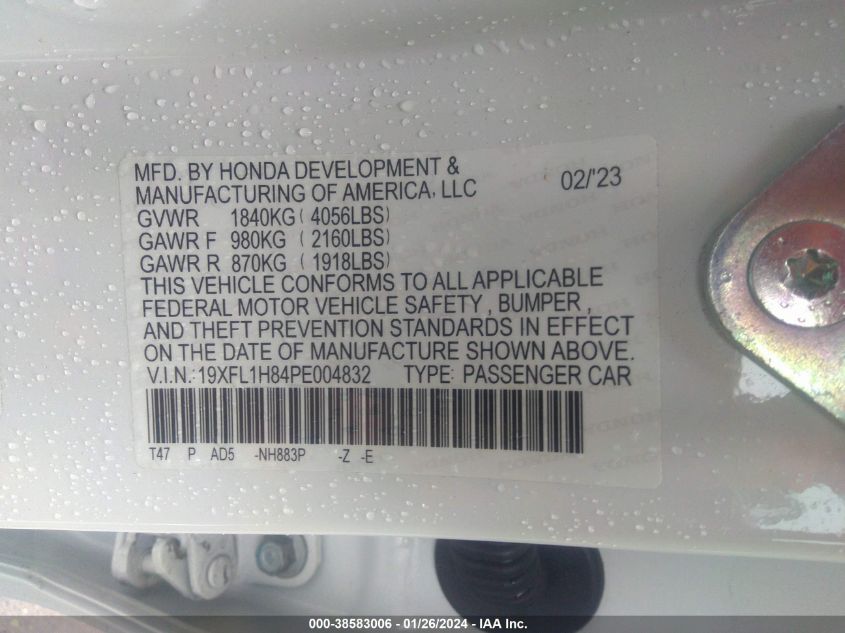 MFD. BY HONDA DEVELOPMENT &
MANUFACTURING OF AMERICA, LLC 02/'23
GVWR 1840KG ( 4056LBS)
GAWR F 980KG ( 2160LBS)
GAWR R 870KG ( 1918LBS)
THIS VEHICLE CONFORMS TO ALL APPLICABLE
FEDERAL MOTOR VEHICLE SAFETY , BUMPER ,
AND THEFT PREVENTION STANDARDS IN EFFECT
ON THE DATE OF MANUFACTURE SHOWN ABOVE.
V.I.N.:19XFL1H84PE004832 TYPE: PASSENGER CAR
T47 P AD5 -NH883P -Z -E
000-38583006 - 01/26/2024 - IAA Inc.